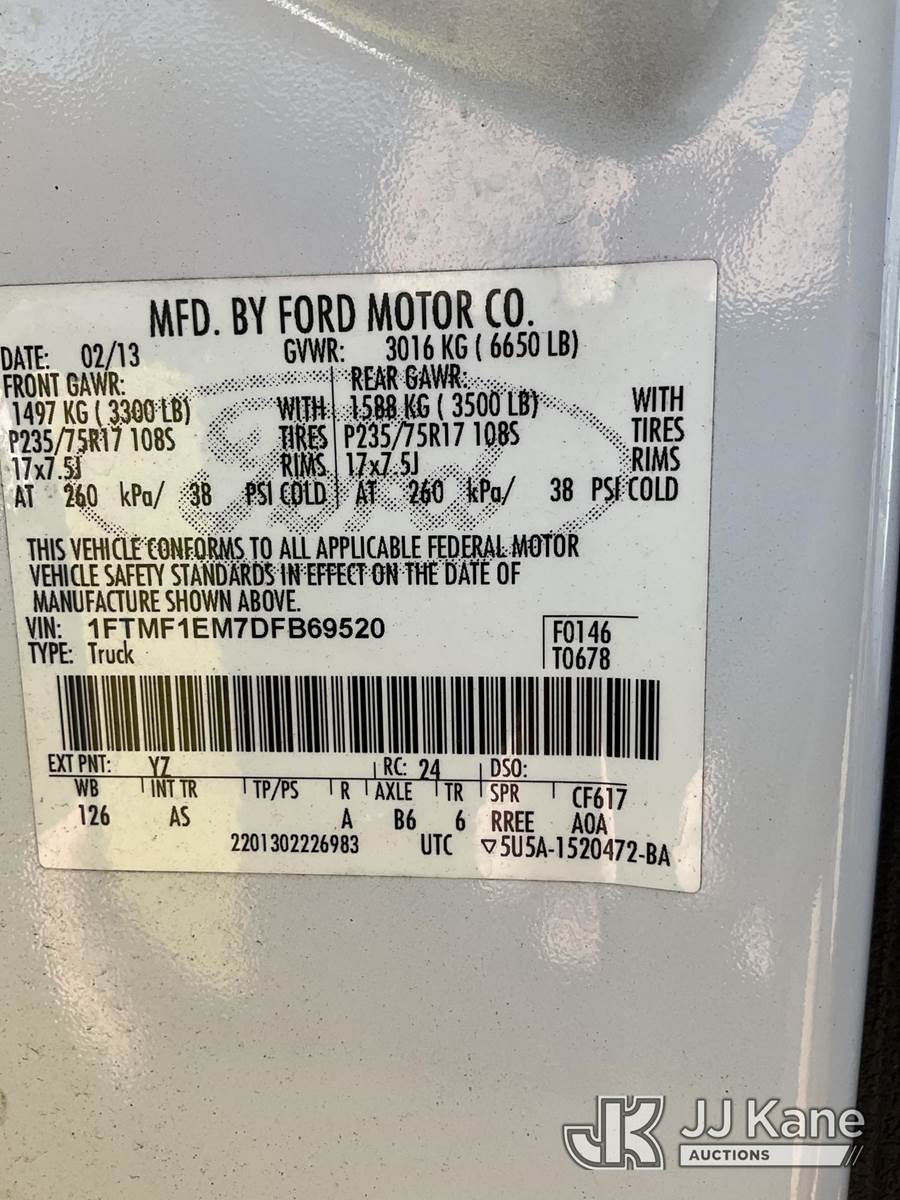 MFD. BY FORD MOTOR CO.
DATE: 02/13 GVWR: 3016 KG ( 6650 LB)
FRONT GAWR: REAR GAWR:
1497 KG ( 3300 LB) WITH 1588 KG ( 3500 LB) WITH
P235/75R17 108S TIRES P235/75R17 108S TIRES
17x7.5J RIMS 17x7.5J RIMS
AT 260 kPa/ 38 PSI COLD AT 260 kPa/ 38 PSI COLD
Ford
THIS VEHICLE CONFORMS TO ALL APPLICABLE FEDERAL MOTOR
VEHICLE SAFETY STANDARDS IN EFFECT ON THE DATE OF
MANUFACTURE SHOWN ABOVE.
VIN: 1FTMF1EM7DFB69520 F0146
TYPE: Truck T0678
EXT PNT: YZ RC: 24 DSO:
WB INT TR TP/PS R AXLE TR SPR CF617
126 AS A B6 6 RREE AOA
2201302226983 UTC ▽5U5A-1520472-BA
JK JJ Kane
AUCTIONS